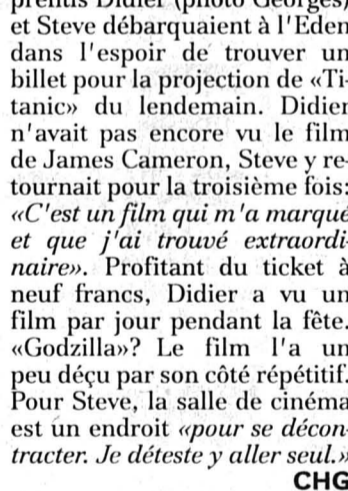 prentis Didier (photo Georges)
et Steve débarquaient à l'Eden
dans l'espoir de trouver un
billet pour la projection de «Ti-
tanic» du lendemain. Didier
n'avait pas encore vu le film
de James Cameron, Steve y re-
tournait pour la troisième fois:
«C'est un film qui m'a marqué
et que j'ai trouvé extraordi-
naire». Profitant du ticket à
neuf francs, Didier a vu un
film par jour pendant la fête.
«Godzilla»? Le film l'a un
peu déçu par son côté répétitif.
Pour Steve, la salle de cinéma
est un endroit «pour se décon-
tracter. Je déteste y aller seul.»
CHG